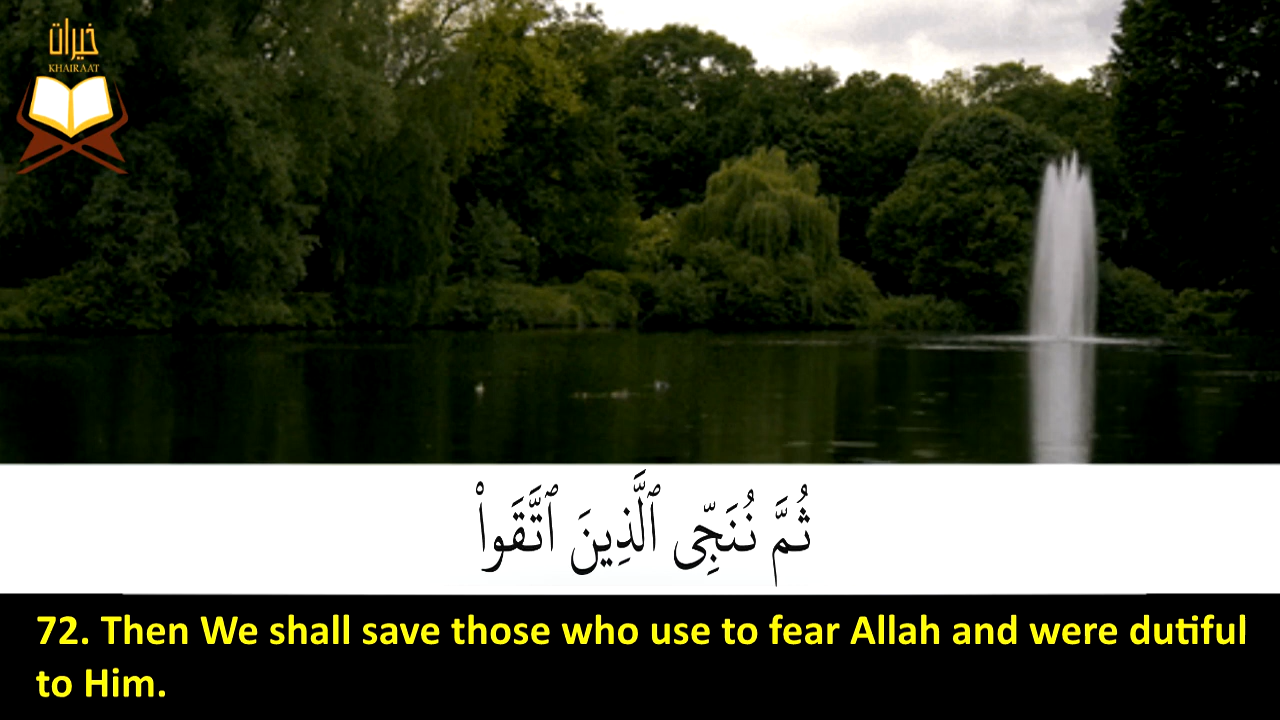 خيرات
KHAIRAAT
ثُمَّ نُنَجِّى ٱلَّذِينَ ٱتَّقَوا۟
72. Then We shall save those who use to fear Allah and were dutiful
to Him.